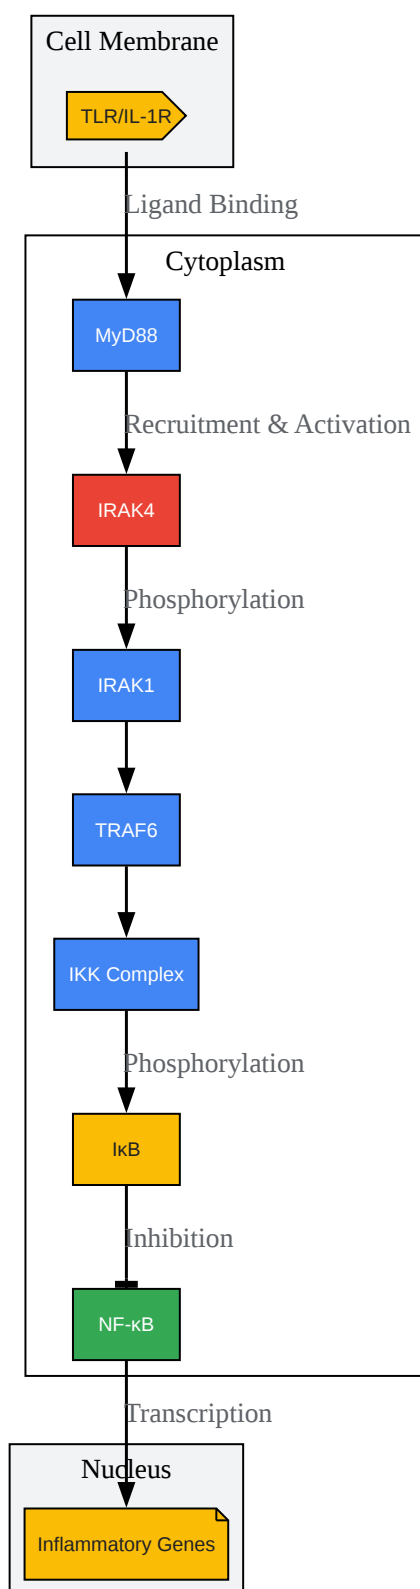 Cell Membrane
TLR/IL-1R
Ligand Binding
Cytoplasm
MyD88
Recruitment & Activation
IRAK4
Phosphorylation
IRAK1
TRAF6
IKK Complex
Phosphorylation
IκB
Inhibition
NF-κB
Transcription
Nucleus
Inflammatory Genes